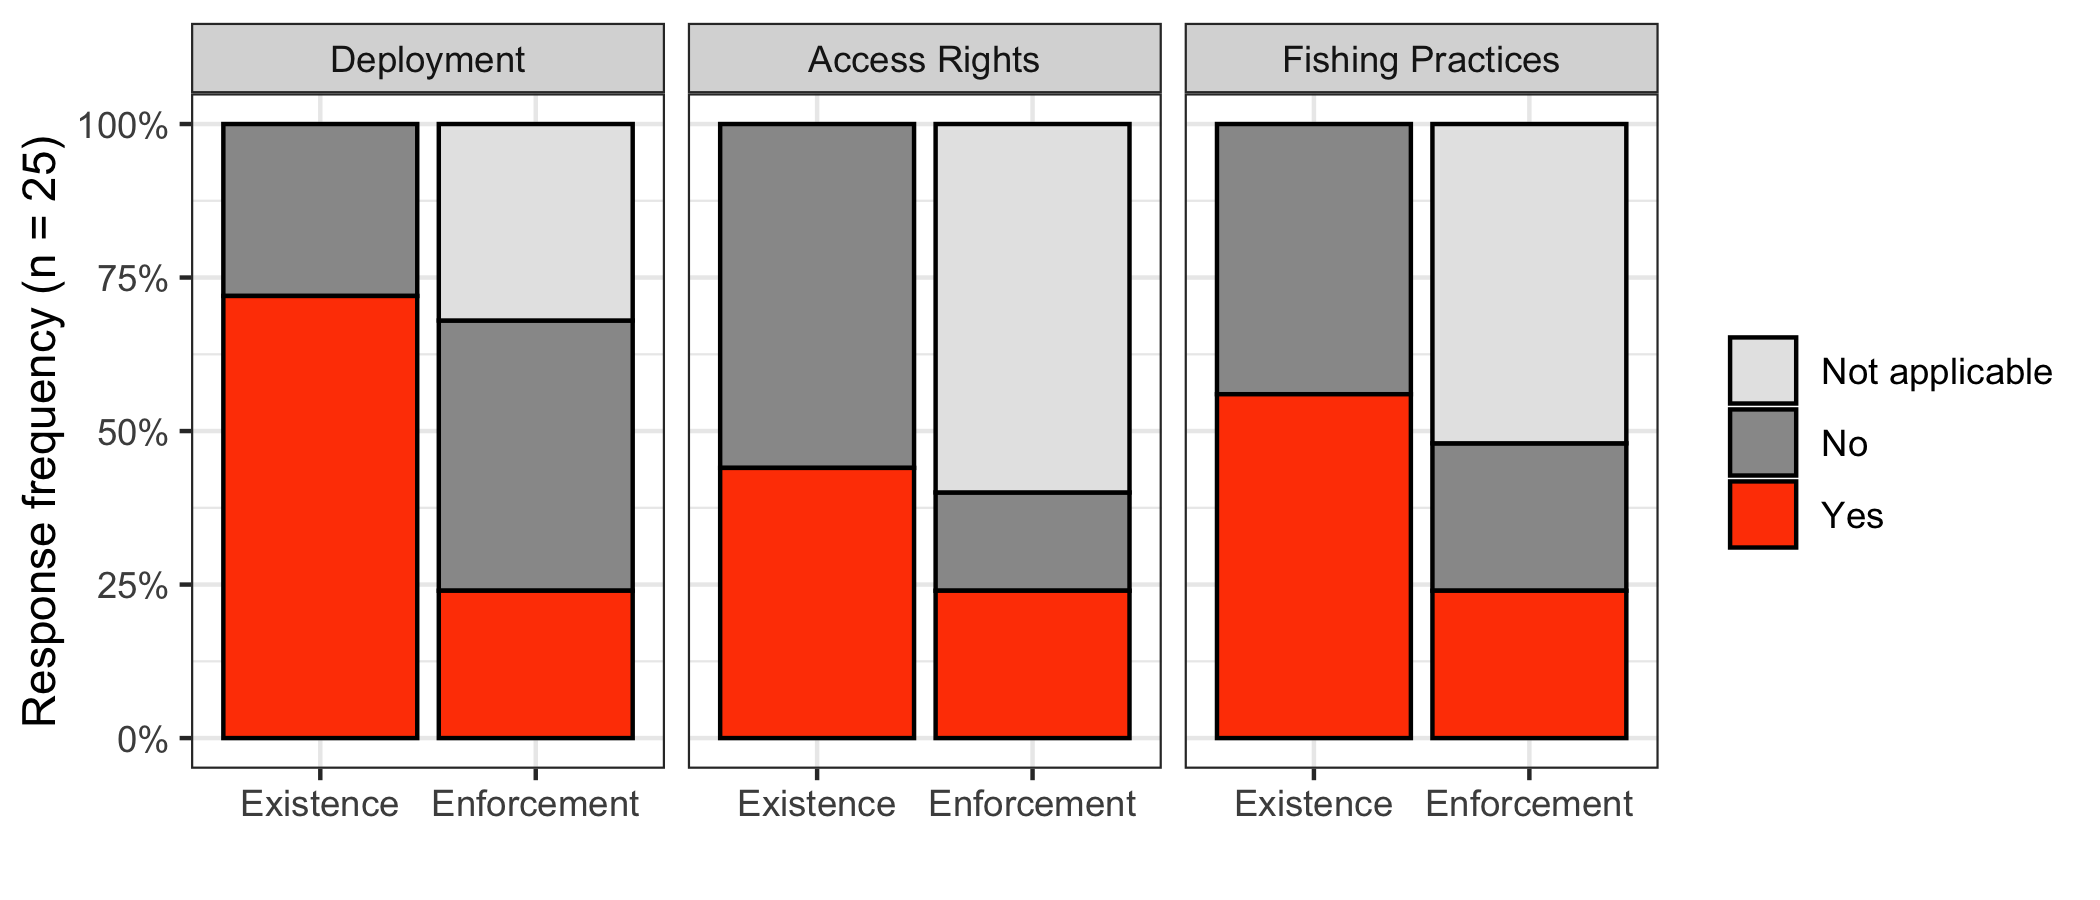 Deployment
Access Rights
Fishing Practices
Response frequency (n = 25)
100%
75%
50%
25%
0%
Existence Enforcement
Existence Enforcement
Existence Enforcement
Not applicable
No
Yes